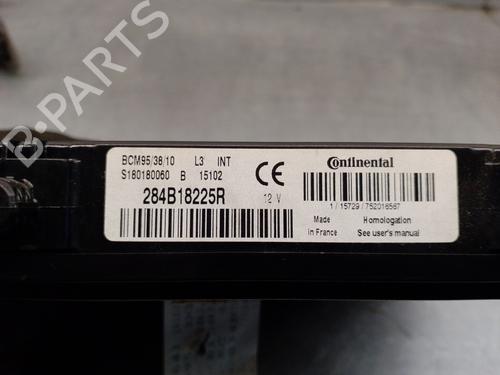 BCM95/38/10 L3 INT
S180180060 B 15102
284B18225R
12 V
CE
Continental
1 / 15729 / 752016567
Made in France
Homologation
See user's manual
B-PARTS